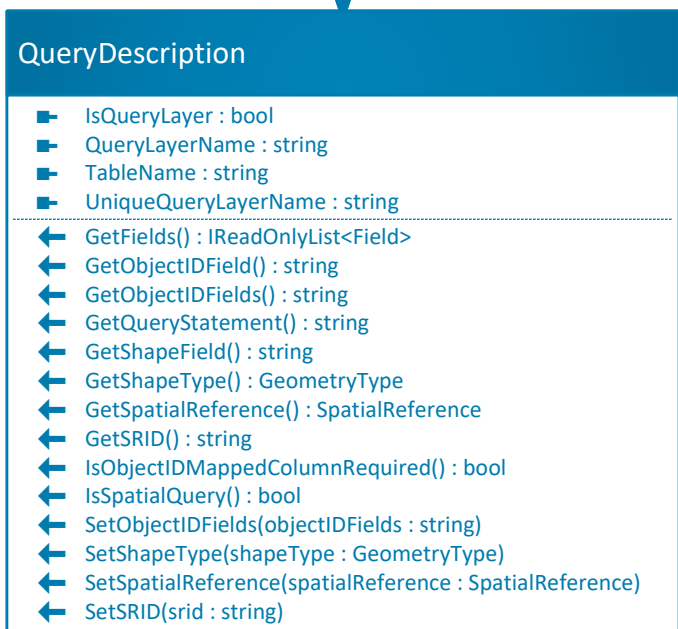 QueryDescription
IsQueryLayer : bool
QueryLayerName : string
TableName : string
UniqueQueryLayerName : string
GetFields() : IReadOnlyList<Field>
GetObjectIDField() : string
GetObjectIDFields() : string
GetQueryStatement() : string
GetShapeField() : string
GetShapeType() : GeometryType
GetSpatialReference() : SpatialReference
GetSRID() : string
IsObjectIDMappedColumnRequired() : bool
IsSpatialQuery() : bool
SetObjectIDFields(objectIDFields : string)
SetShapeType(shapeType : GeometryType)
SetSpatialReference(spatialReference : SpatialReference)
SetSRID(srid : string)